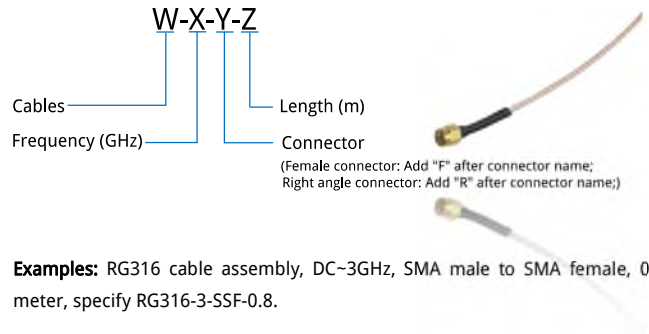 W-X-Y-Z
Cables
Length (m)
Frequency (GHz)
Connector
(Female connector: Add "F" after connector name;
Right angle connector: Add "R" after connector name;)
Examples: RG316 cable assembly, DC~3GHz, SMA male to SMA female, 0
meter, specify RG316-3-SSF-0.8.